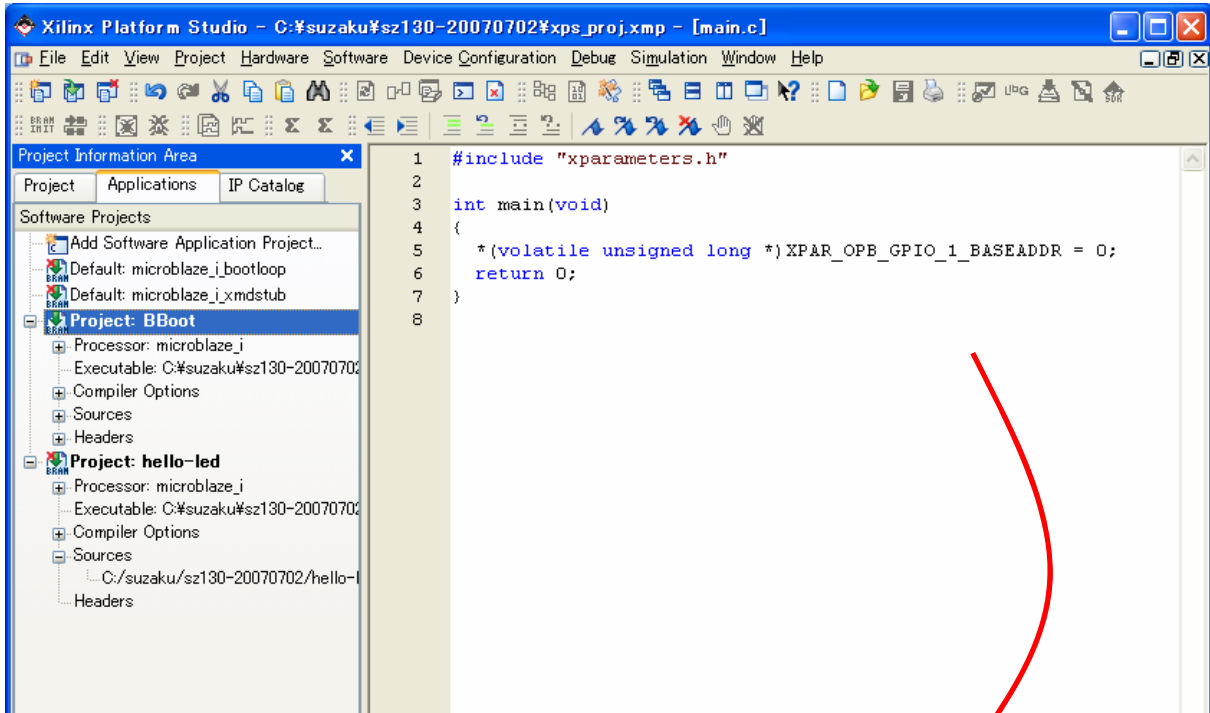 Xilinx Platform Studio - C:¥suzaku¥sz130-20070702¥xps_proj.xmp - [main.c]
File Edit View Project Hardware Software Device Configuration Debug Simulation Window Help
Project Information Area
Project Applications IP Catalog
Software Projects
Add Software Application Project...
Default: microblaze_i_bootloop
Default: microblaze_i_xmdstub
Project: BBoot
Processor: microblaze_i
Executable: C:¥suzaku¥sz130-2007070
Compiler Options
Sources
Headers
Project: hello-led
Processor: microblaze_i
Executable: C:¥suzaku¥sz130-2007070
Compiler Options
Sources
C:/suzaku/sz130-20070702/hello-l
Headers
1 #include "xparameters.h"
2
3 int main(void)
4 {
5 *(volatile unsigned long *)XPAR_OPB_GPIO_1_BASEADDR = 0;
6 return 0;
7 }
8